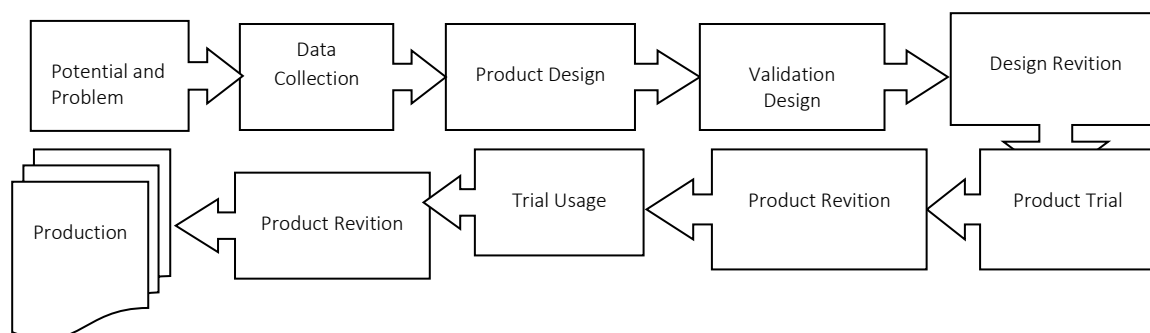 Potential and
Problem
Data
Collection
Product Design
Validation
Design
Design Revition
Product Trial
Product Revition
Trial Usage
Product Revition
Production